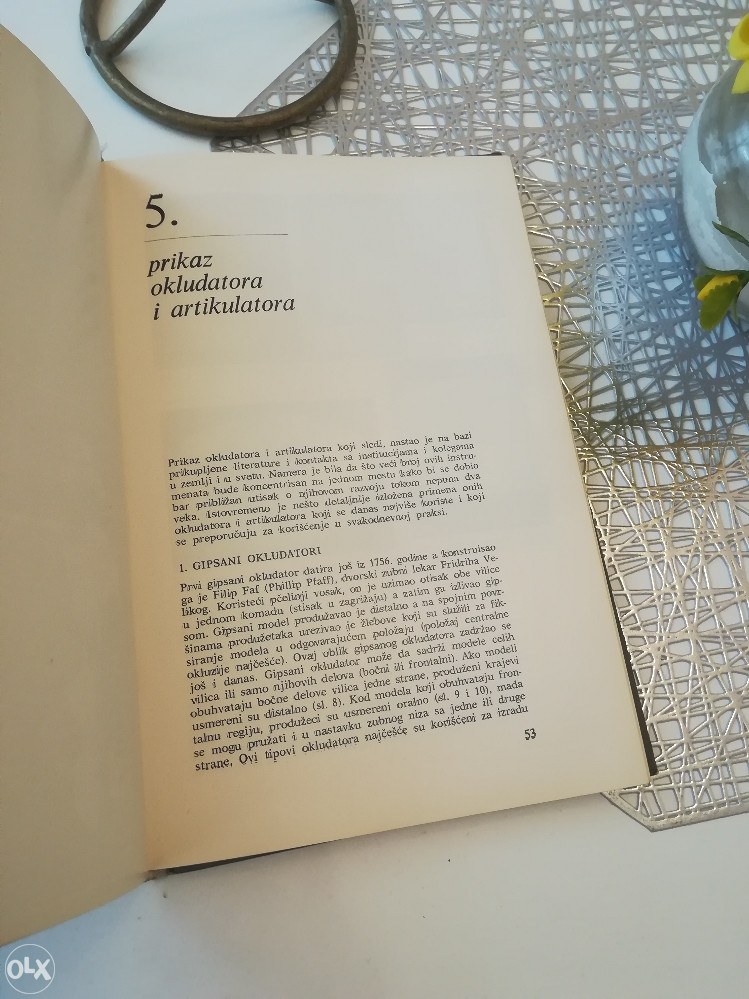 5.
prikaz
okludatora
i artikulatora
Prikaz okludatora i artikulatora koji sledi, nastao je na bazi
prikupljene literature i kontakta sa institucijama i kolegama
u zemlji i u svetu. Namera je bila da što veći broj ovih instru-
menata bude koncentrisan na jednom mestu kako bi se dobio
bar približan utisak o njihovom razvoju tokom nepuna dva
veka. Istovremeno je nešto detaljnije izložena primena onih
okludatora i artikulatora koji se danas najviše koriste i koji
se preporučuju za korišćenje u svakodnevnoj praksi.
1. GIPSANI OKLUDATORI
Prvi gipsani okludator datira još iz 1756. godine a konstruisao
ga je Filip Faf (Phillip Pfaff), dvorski zubni lekar Fridriha Ve-
likog. Koristeći pčelinji vosak, on je uzimao otisak obe vilice
u jednom komadu (stisak u zagrižaju) a zatim gu izlivao gip-
som. Gipsani model produžavao je distalno a na spojnim povr-
šinama produžetaka urezivao je žlebove koji su služili za fik-
siranje modela u odgovarajućem položaju (položaj centralne
okluzije najčešće). Ovaj oblik gipsanog okludatora zadržao se
još i danas. Gipsani okludator može da sadrži modele celih
vilica ili samo njihovih delova (bočni ili frontalni). Ako modeli
obuhvataju bočne delove vilica jedne strane, produženi krajevi
usmereni su distalno (sl. 8). Kod modela koji obuhvataju fron-
talnu regiju, produžeci su usmereni oralno (sl. 9 i 10), mada
se mogu pružati i u nastavku zubnog niza sa jedne ili druge
strane. Ovi tipovi okludatora najčešće su korišćeni za izradu
53
OLX